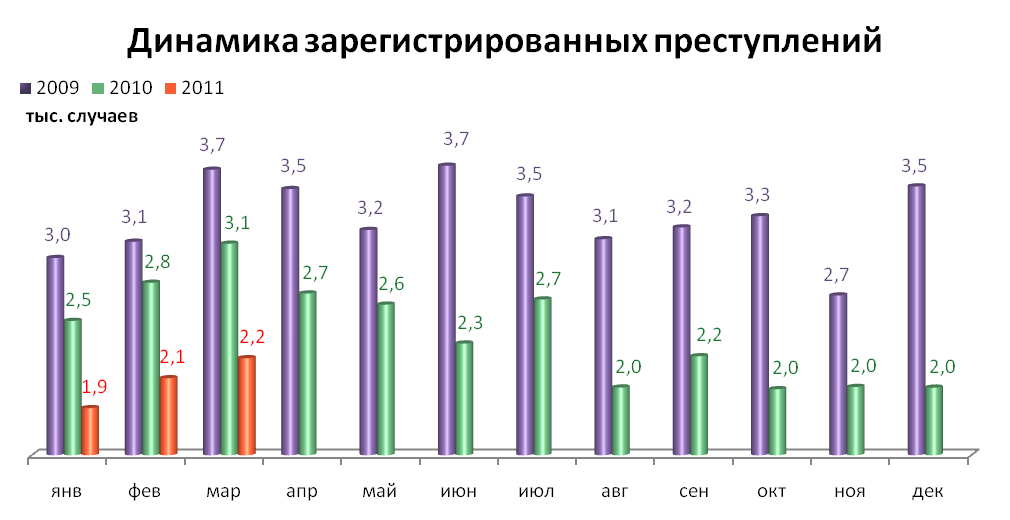 Динамика зарегистрированных преступлений
2009 2010 2011
тыс. случаев
3,0 2,5 1,9
3,1 2,8 2,1
3,7 3,1 2,2
3,5 2,7
3,2 2,6
3,7 2,3
3,5 2,7
3,1 2,0
3,2 2,2
3,3 2,0
2,7 2,0
3,5 2,0
янв фев мар апр май июн июл авг сен окт ноя дек